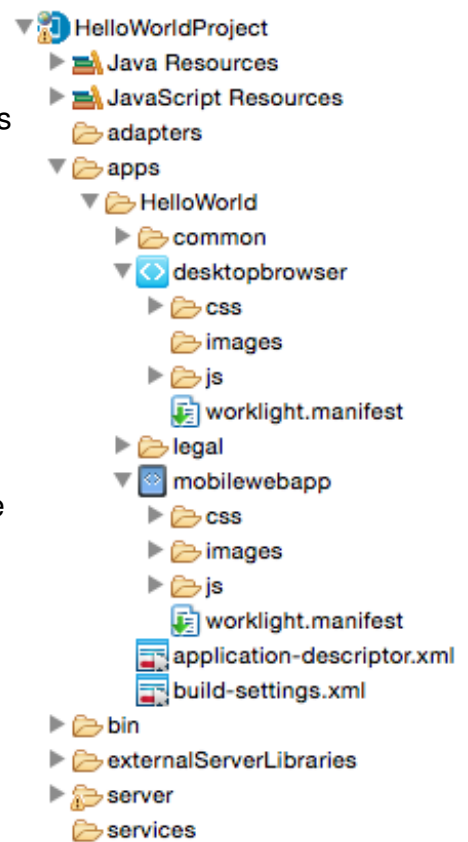 HelloWorldProject
Java Resources
JavaScript Resources
s
adapters
apps
HelloWorld
common
desktopbrowser
css
images
js
worklight.manifest
legal
mobilewebapp
e
css
images
js
worklight.manifest
application-descriptor.xml
build-settings.xml
bin
externalServerLibraries
server
services